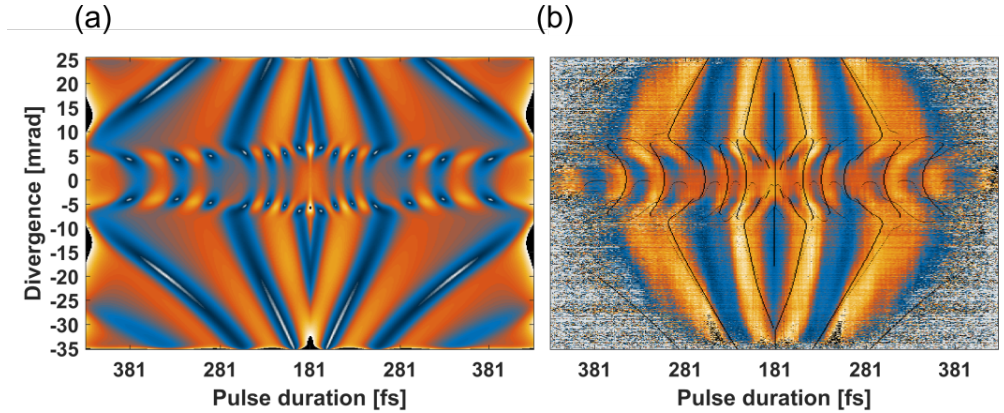 (a)
(b)
25
20
15
10
5
0
-5
-10
-15
-20
-25
-30
-35
Divergence [mrad]
381 281 181 281 381
381 281 181 281 381
Pulse duration [fs]
Pulse duration [fs]